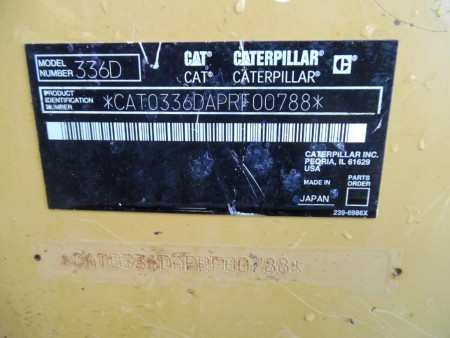 MODEL NUMBER 336D
CAT CATERPILLAR C
CAT CATERPILLAR
PRODUCT IDENTIFICATION NUMBER *CAT0336DAPRF00788*
CATERPILLAR INC.
PEORIA, IL 61629
USA
MADE IN PARTS ORDER
JAPAN
239-6986X
*CAT0336DAPRF00788*